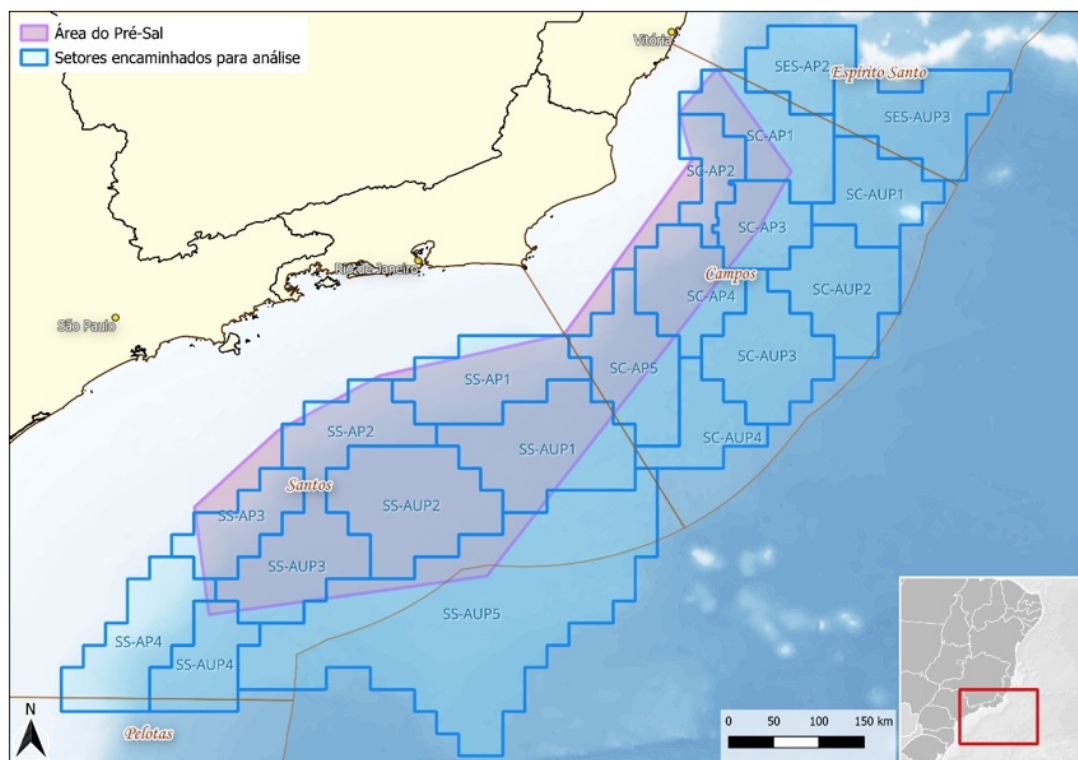 Área do Pré-Sal
Setores encaminhados para análise
Vitória
SES-AP2
Espírito Santo
SES-AUP3
SC-AP1
SC-AP2
SC-AUP1
SC-AP3
Rio de Janeiro
Campos
SC-AP4
SC-AUP2
São Paulo
SC-AUP3
SC-AP5
SS-AP1
SS-AP2
SC-AUP4
SS-AUP1
Santos
SS-AUP2
SS-AP3
SS-AUP3
SS-AUP5
SS-AP4
SS-AUP4
N
Pelotas
0 50 100 150 km